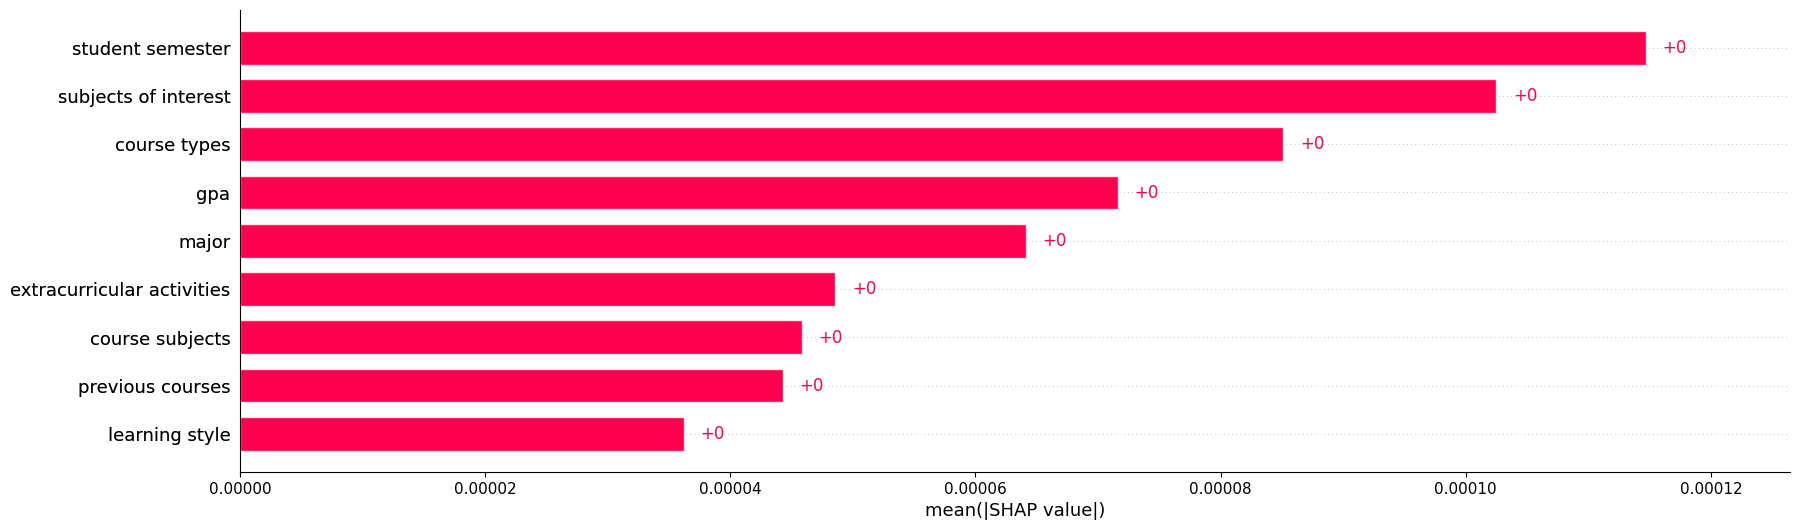 student semester +0
subjects of interest +0
course types +0
gpa +0
major +0
extracurricular activities +0
course subjects +0
previous courses +0
learning style +0
0.00000 0.00002 0.00004 0.00006 0.00008 0.00010 0.00012
mean(|SHAP value|)